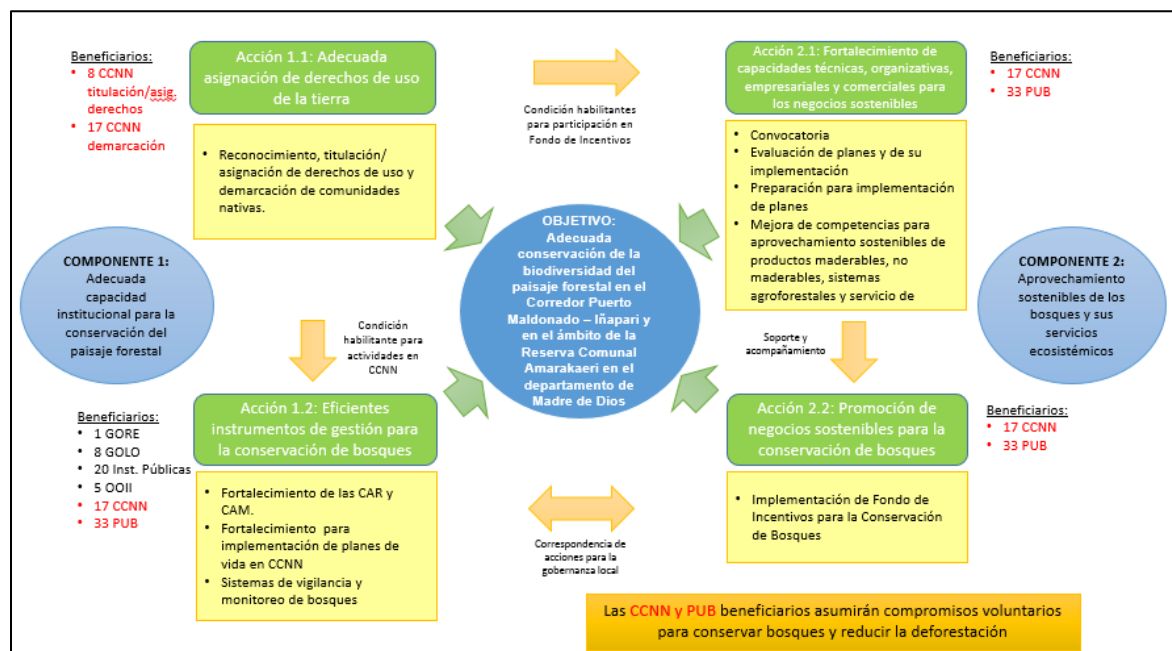 Beneficiarios:
• 8 CCNN
titulación/asig.
derechos
• 17 CCNN
demarcación
Acción 1.1: Adecuada
asignación de derechos de uso
de la tierra
• Reconocimiento, titulación/
asignación de derechos de uso y
demarcación de comunidades
nativas.
Condición habilitantes
para participación en
Fondo de Incentivos
Acción 2.1: Fortalecimiento de
capacidades técnicas, organizativas,
empresariales y comerciales para
los negocios sostenibles
• Convocatoria
• Evaluación de planes y de su
implementación
• Preparación para implementación
de planes
• Mejora de competencias para
aprovechamiento sostenibles de
productos maderables, no
maderables, sistemas
agroforestales y servicio de
Beneficiarios:
• 17 CCNN
• 33 PUB
COMPONENTE 1:
Adecuada
capacidad
institucional para la
conservación del
paisaje forestal
OBJETIVO:
Adecuada
conservación de la
biodiversidad del
paisaje forestal en el
Corredor Puerto
Maldonado – Iñapari y
en el ámbito de la
Reserva Comunal
Amarakaeri en el
departamento de
Madre de Dios
COMPONENTE 2:
Aprovechamiento
sostenibles de los
bosques y sus
servicios
ecosistémicos
Condición
habilitante para
actividades en
CCNN
Soporte y
acompañamiento
Beneficiarios:
• 1 GORE
• 8 GOLO
• 20 Inst. Públicas
• 5 OOII
• 17 CCNN
• 33 PUB
Acción 1.2: Eficientes
instrumentos de gestión para
la conservación de bosques
• Fortalecimiento de las CAR y
CAM.
• Fortalecimiento para
implementación de planes de
vida en CCNN
• Sistemas de vigilancia y
monitoreo de bosques
Correspondencia de
acciones para la
gobernanza local
Acción 2.2: Promoción de
negocios sostenibles para la
conservación de bosques
• Implementación de Fondo de
Incentivos para la Conservación
de Bosques
Beneficiarios:
• 17 CCNN
• 33 PUB
Las CCNN y PUB beneficiarios asumirán compromisos voluntarios
para conservar bosques y reducir la deforestación